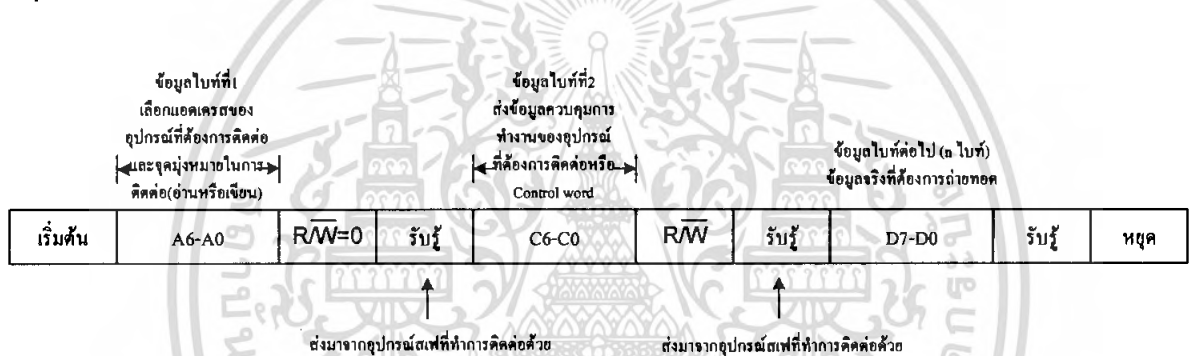 ข้อมูลไบท์ที่1
เลือกแอดเดรสของ
อุปกรณ์ที่ต้องการติดต่อ
และจุดมุ่งหมายในการ
ติดต่อ(อ่านหรือเขียน)
ข้อมูลไบท์ที่2
ส่งข้อมูลควบคุมการ
ทำงานของอุปกรณ์
ที่ต้องการติดต่อหรือ
Control word
ข้อมูลไบท์ต่อไป (n ไบท์)
ข้อมูลจริงที่ต้องการถ่ายทอด
เริ่มต้น A6-A0 R/W̅=0 รับรู้ C6-C0 R/W̅ รับรู้ D7-D0 รับรู้ หยุด
ส่งมาจากอุปกรณ์สเฟที่ทำการติดต่อด้วย ส่งมาจากอุปกรณ์สเฟที่ทำการติดต่อด้วย